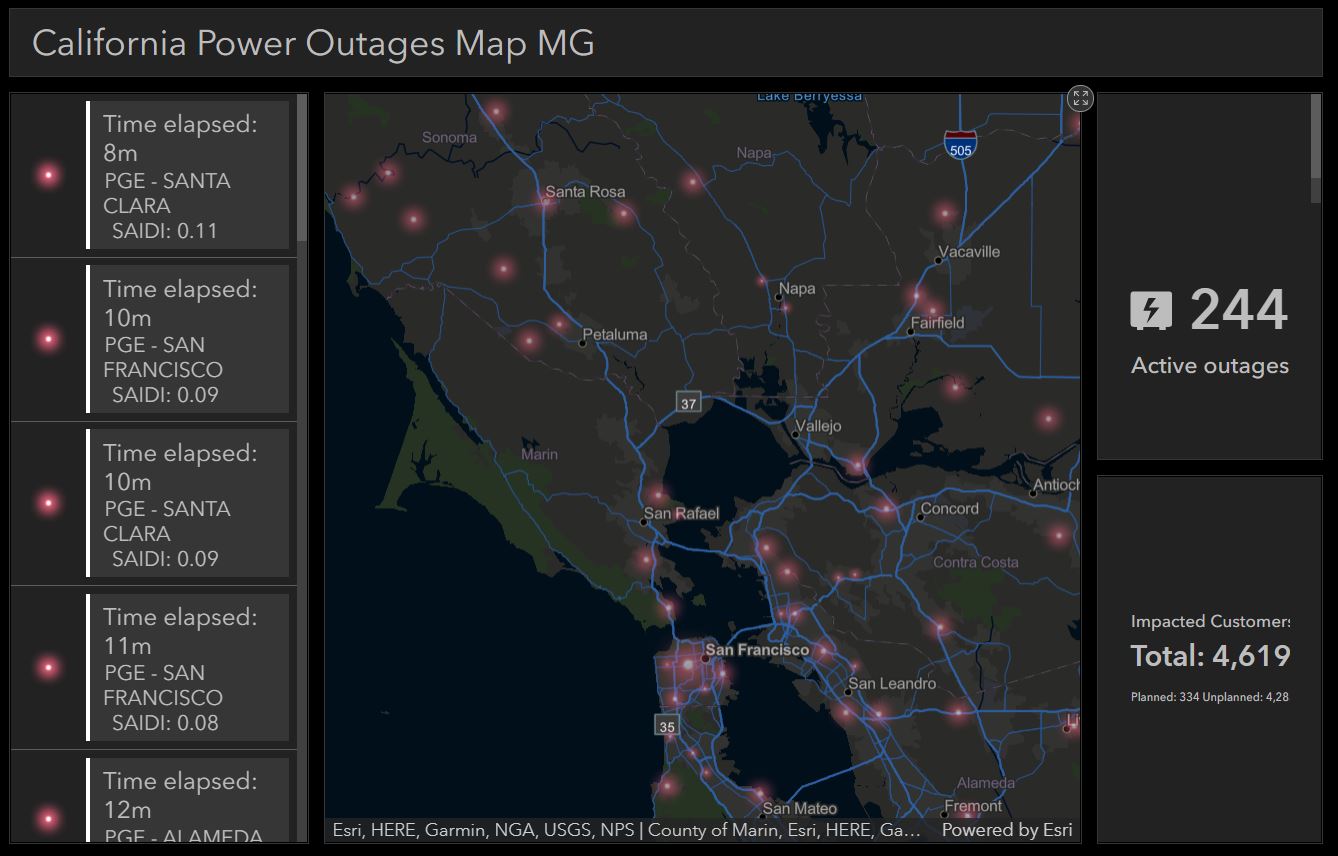 California Power Outages Map MG
Time elapsed:
8m
PGE - SANTA
CLARA
SAIDI: 0.11
Time elapsed:
10m
PGE - SAN
FRANCISCO
SAIDI: 0.09
Time elapsed:
10m
PGE - SANTA
CLARA
SAIDI: 0.09
Time elapsed:
11m
PGE - SAN
FRANCISCO
SAIDI: 0.08
Time elapsed:
12m
PGE - ALAMEDA
Lake Berryessa
Sonoma
505
Napa
Santa Rosa
Vacaville
Napa
Fairfield
Petaluma
37
Vallejo
Marin
Antioch
San Rafael
Concord
Contra Costa
San Francisco
San Leandro
35
Li
Alameda
San Mateo
Fremont
Esri, HERE, Garmin, NGA, USGS, NPS | County of Marin, Esri, HERE, Ga… Powered by Esri
244
Active outages
Impacted Customers
Total: 4,619
Planned: 334 Unplanned: 4,28